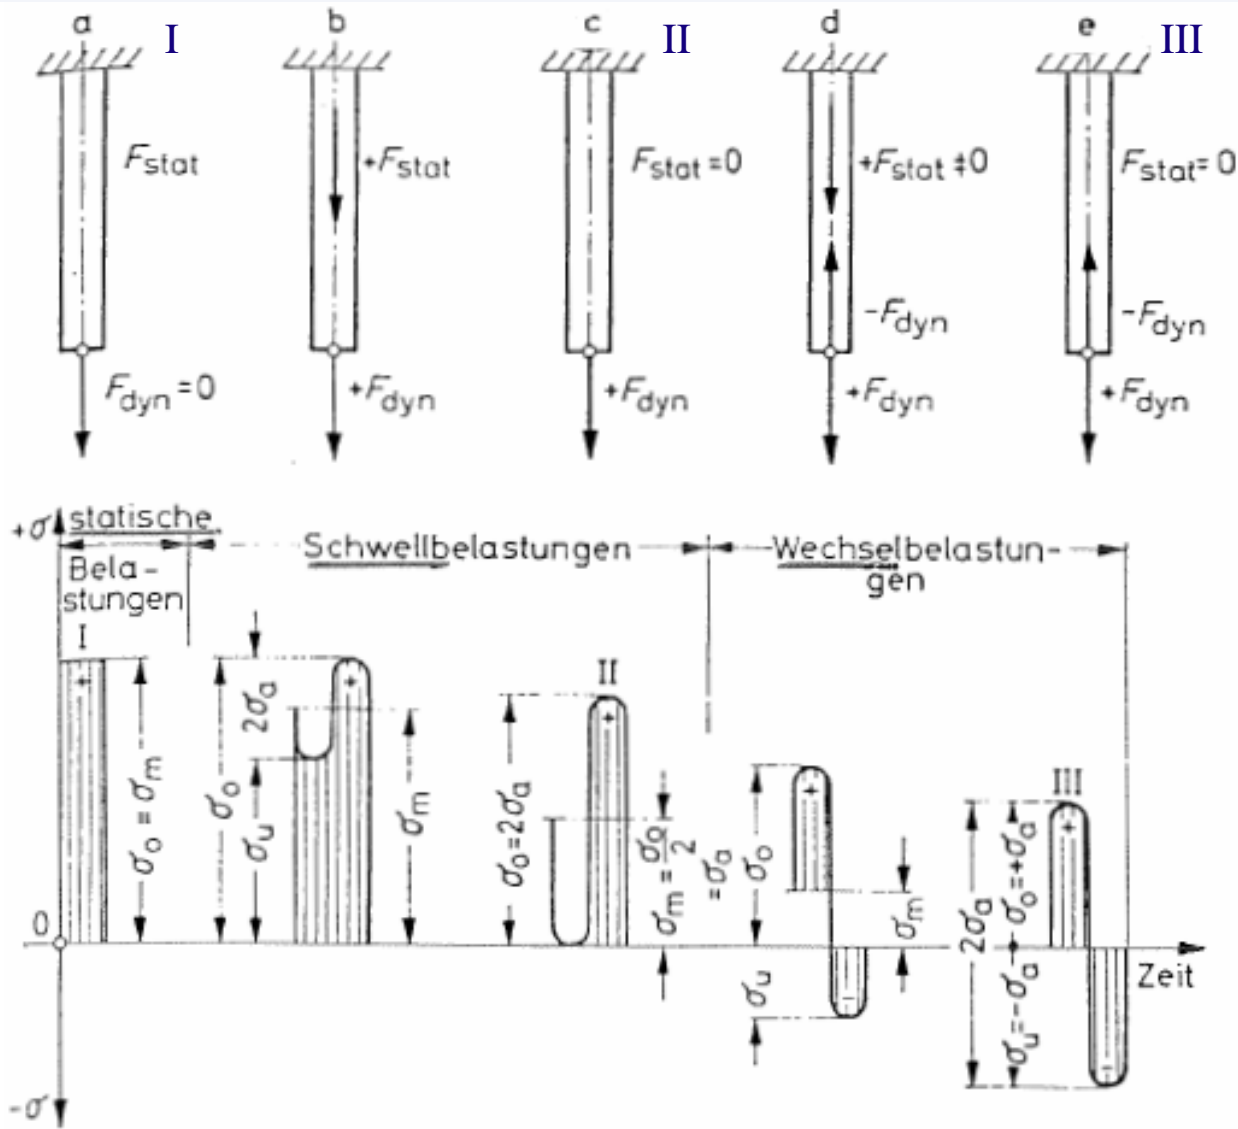 a I b c II d e III
Fstat +Fstat Fstat=0 +Fstat ≠0 Fstat=0
-Fdyn -Fdyn
Fdyn=0 +Fdyn +Fdyn +Fdyn +Fdyn
+σ statische
Schwellbelastungen Wechselbelastun-
gen
Bela-
stungen
I
+
σo = σm
σo
2σa
σu
+
σm
σo=2σa
II
+
σm = σo/2
=σa
σo
+
σu
-
σm
2σa
III
+
σo=+σa
σu=-σa
-
0
Zeit
-σ